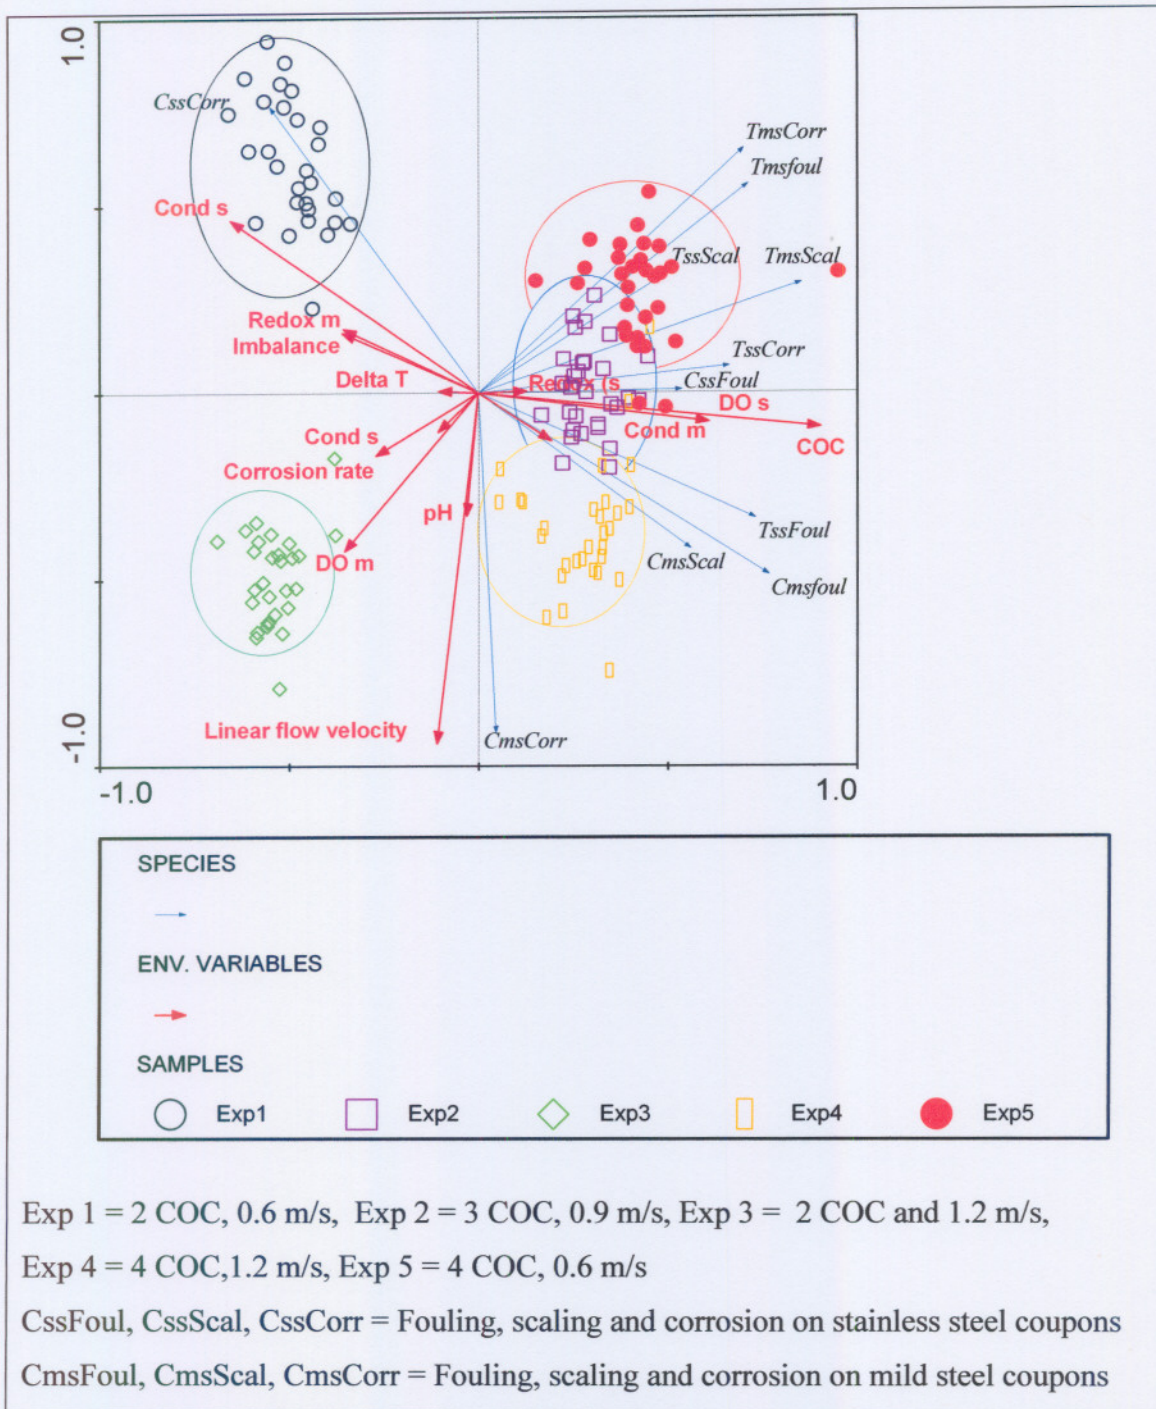 1.0
CssCorr
TmsCorr
Tmsfoul
Cond s
TssScal
TmsScal
Redox m
Imbalance
TssCorr
Delta T
Redox (s
CssFoul
DO s
Cond s
Cond m
COC
Corrosion rate
pH
TssFoul
DO m
CmsScal
Cmsfoul
Linear flow velocity
CmsCorr
-1.0
-1.0
1.0
SPECIES
ENV. VARIABLES
SAMPLES
Exp1 Exp2 Exp3 Exp4 Exp5
Exp 1 = 2 COC, 0.6 m/s, Exp 2 = 3 COC, 0.9 m/s, Exp 3 = 2 COC and 1.2 m/s,
Exp 4 = 4 COC,1.2 m/s, Exp 5 = 4 COC, 0.6 m/s
CssFoul, CssScal, CssCorr = Fouling, scaling and corrosion on stainless steel coupons
CmsFoul, CmsScal, CmsCorr = Fouling, scaling and corrosion on mild steel coupons